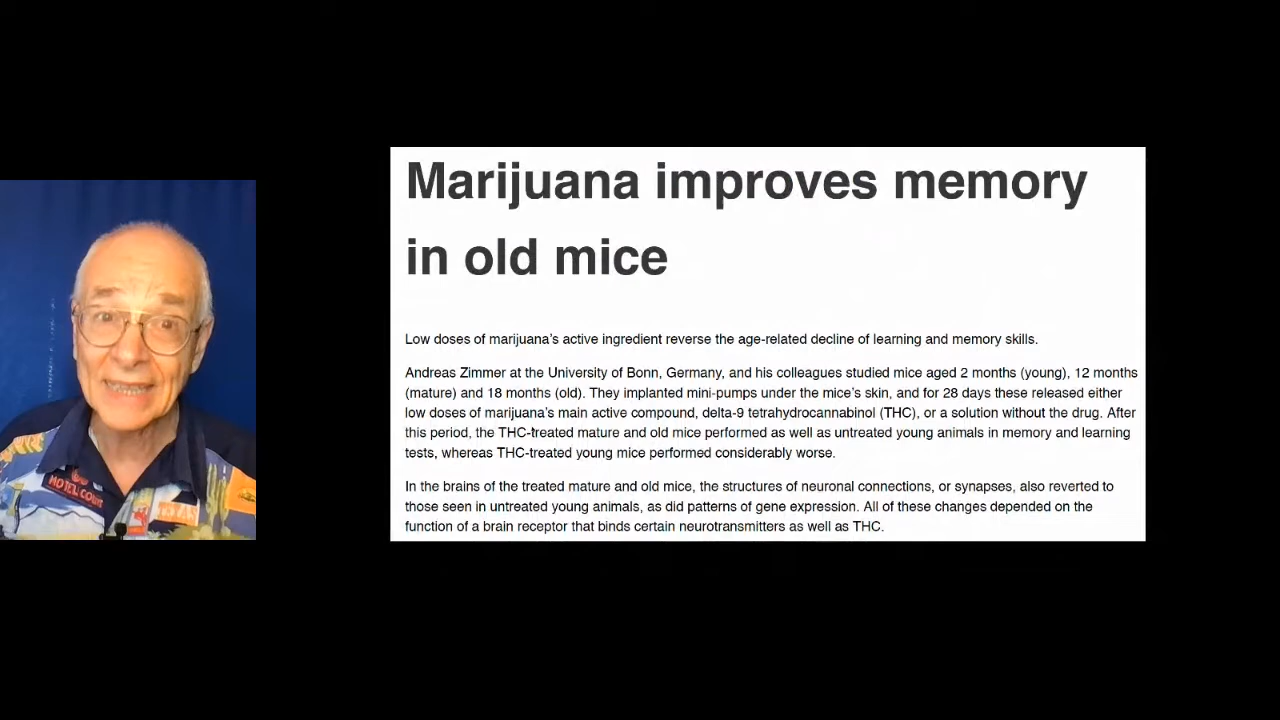 Marijuana improves memory
in old mice
Low doses of marijuana's active ingredient reverse the age-related decline of learning and memory skills.
Andreas Zimmer at the University of Bonn, Germany, and his colleagues studied mice aged 2 months (young), 12 months
(mature) and 18 months (old). They implanted mini-pumps under the mice's skin, and for 28 days these released either
low doses of marijuana's main active compound, delta-9 tetrahydrocannabinol (THC), or a solution without the drug. After
this period, the THC-treated mature and old mice performed as well as untreated young animals in memory and learning
tests, whereas THC-treated young mice performed considerably worse.
In the brains of the treated mature and old mice, the structures of neuronal connections, or synapses, also reverted to
those seen in untreated young animals, as did patterns of gene expression. All of these changes depended on the
function of a brain receptor that binds certain neurotransmitters as well as THC.
MOTEL